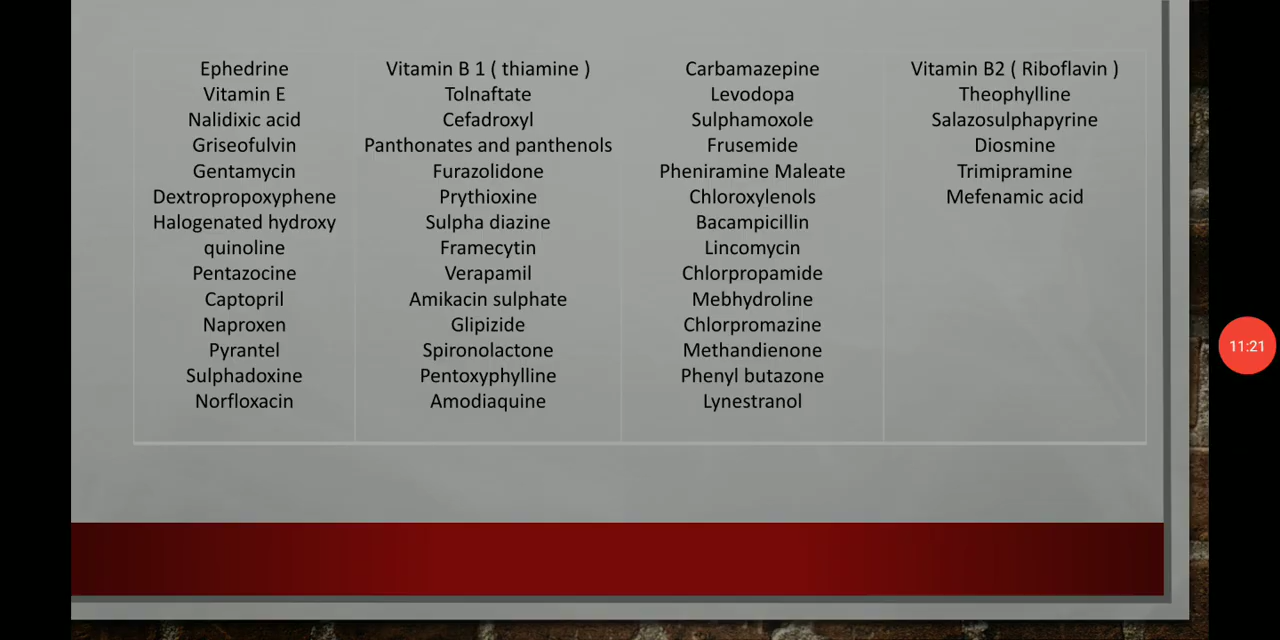 Ephedrine
Vitamin E
Nalidixic acid
Griseofulvin
Gentamycin
Dextropropoxyphene
Halogenated hydroxy
quinoline
Pentazocine
Captopril
Naproxen
Pyrantel
Sulphadoxine
Norfloxacin
Vitamin B 1 ( thiamine )
Tolnaftate
Cefadroxyl
Panthonates and panthenols
Furazolidone
Prythioxine
Sulpha diazine
Framecytin
Verapamil
Amikacin sulphate
Glipizide
Spironolactone
Pentoxyphylline
Amodiaquine
Carbamazepine
Levodopa
Sulphamoxole
Frusemide
Pheniramine Maleate
Chloroxylenols
Bacampicillin
Lincomycin
Chlorpropamide
Mebhydroline
Chlorpromazine
Methandienone
Phenyl butazone
Lynestranol
Vitamin B2 ( Riboflavin )
Theophylline
Salazosulphapyrine
Diosmine
Trimipramine
Mefenamic acid
11:21